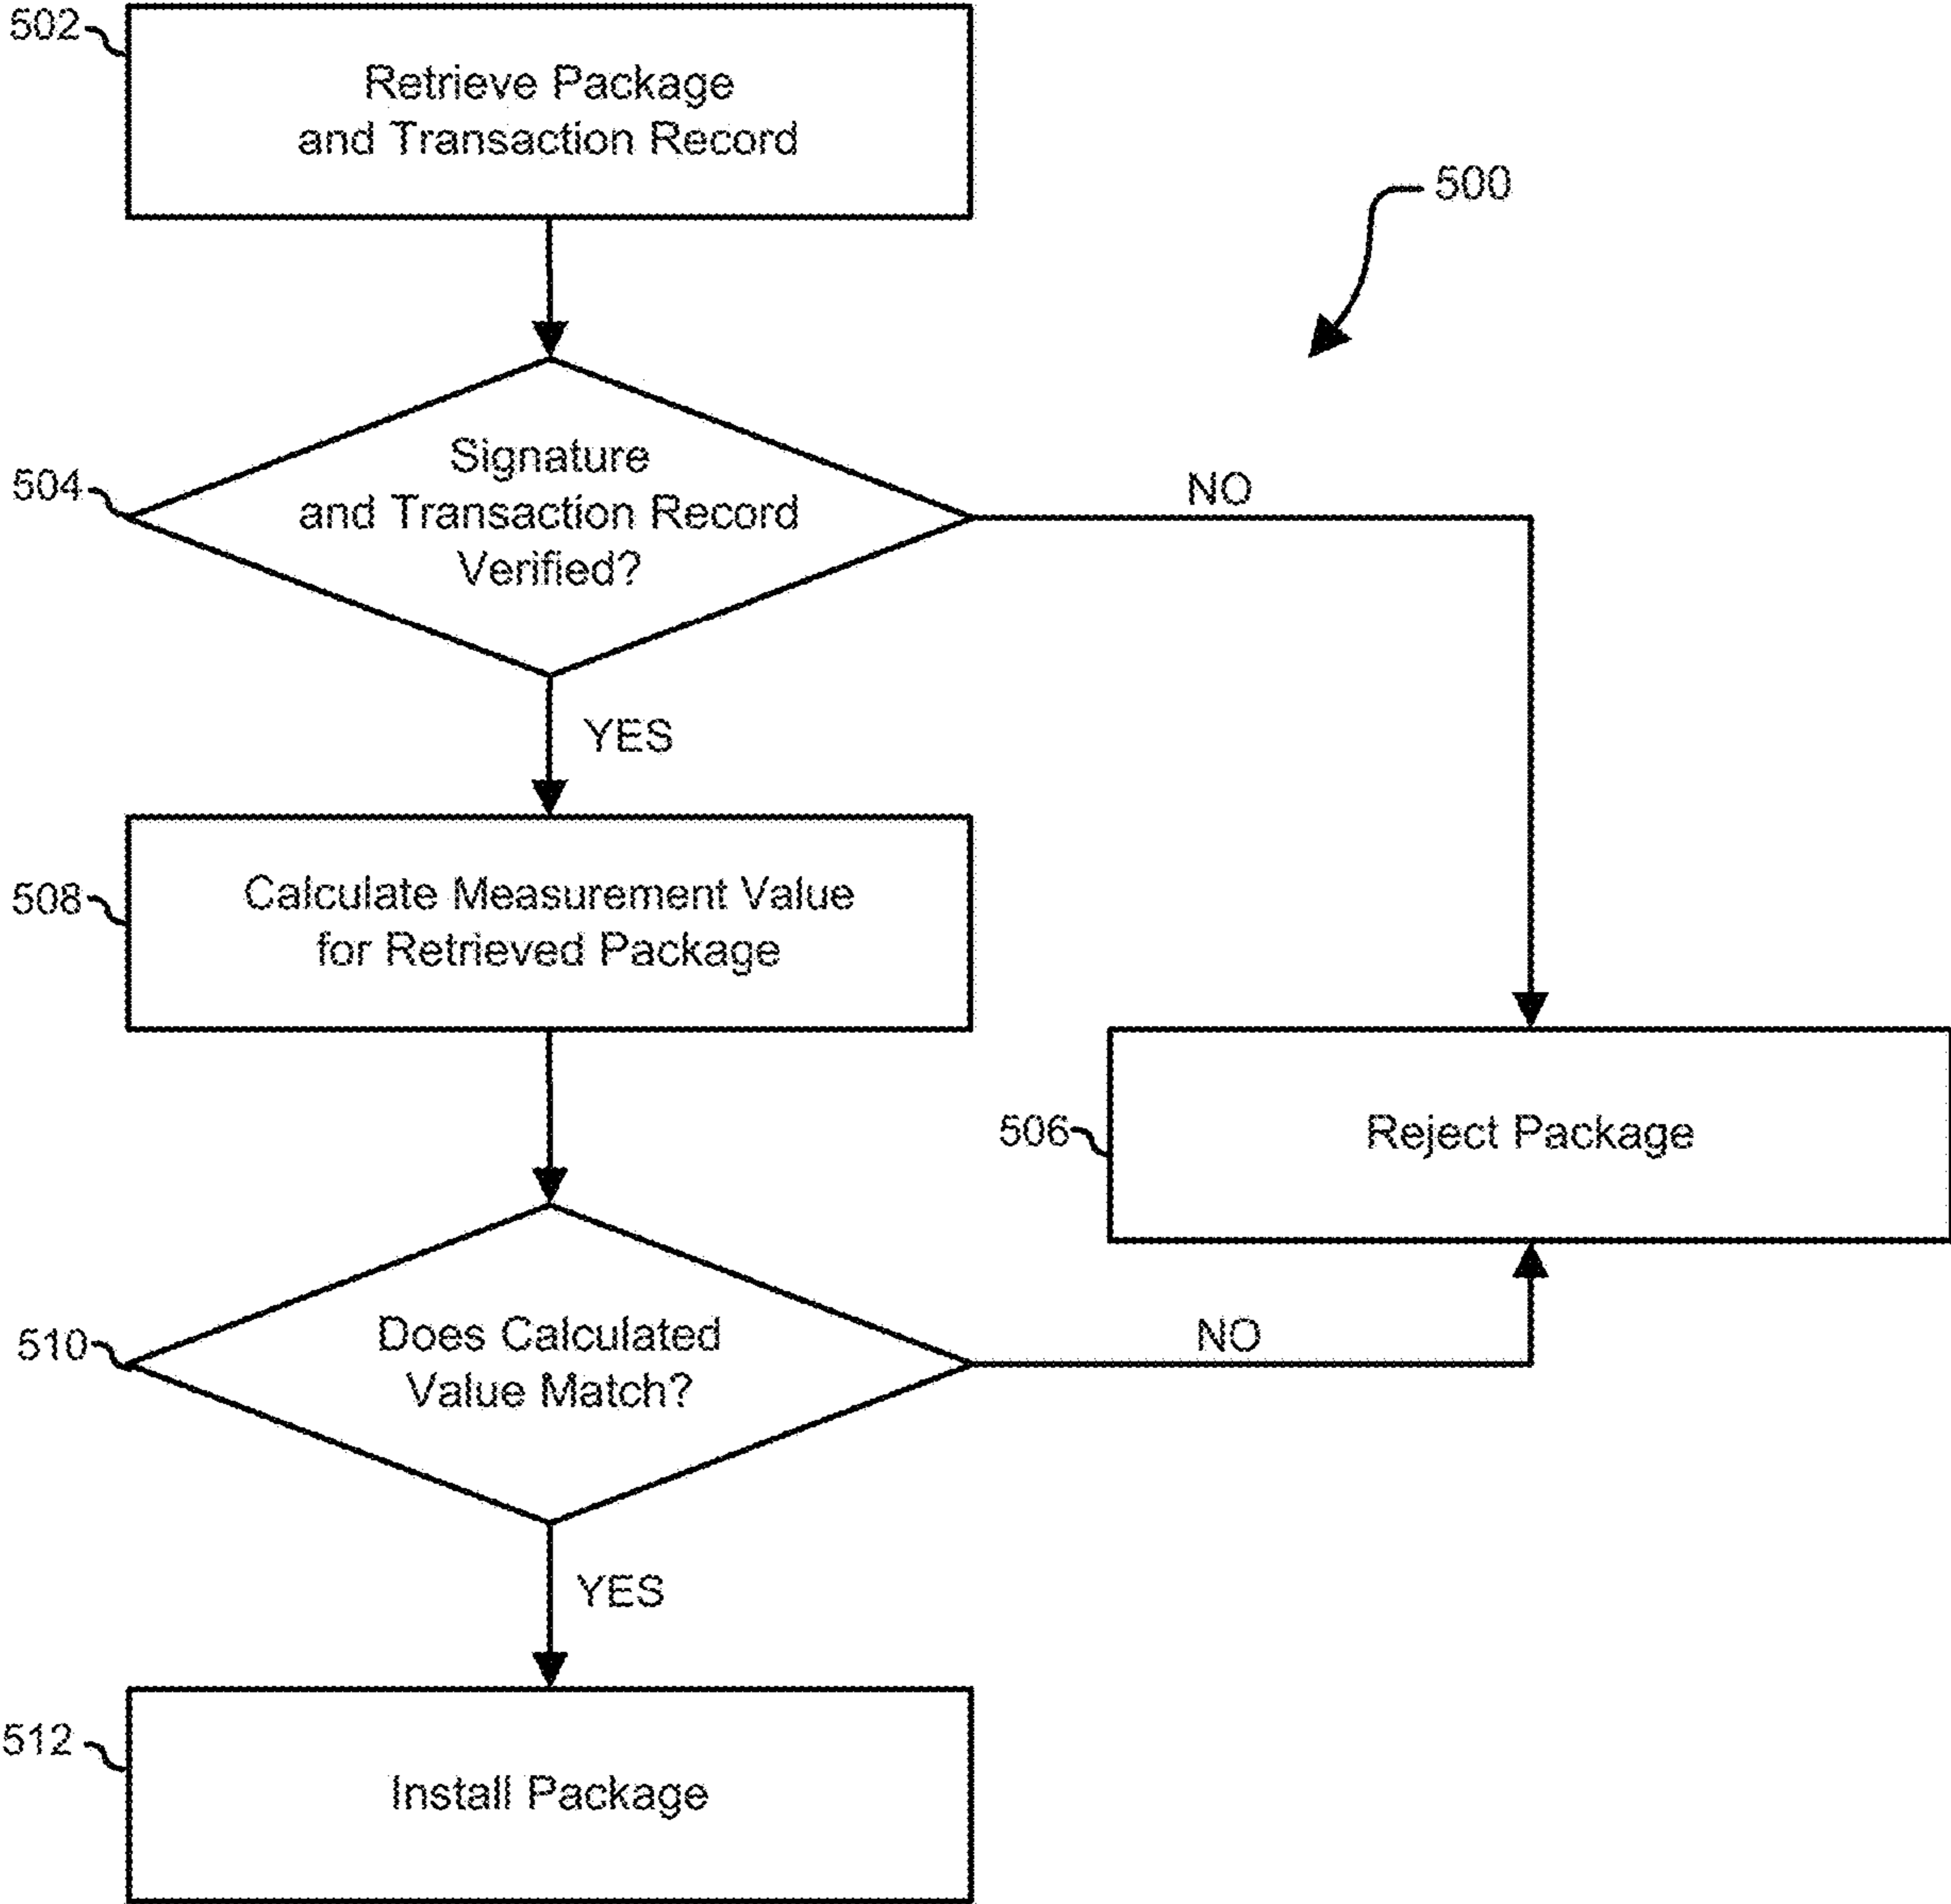 502
Retrieve Package
and Transaction Record
500
504
Signature
and Transaction Record
Verified?
NO
YES
508
Calculate Measurement Value
for Retrieved Package
506
Reject Package
510
Does Calculated
Value Match?
NO
YES
512
Install Package